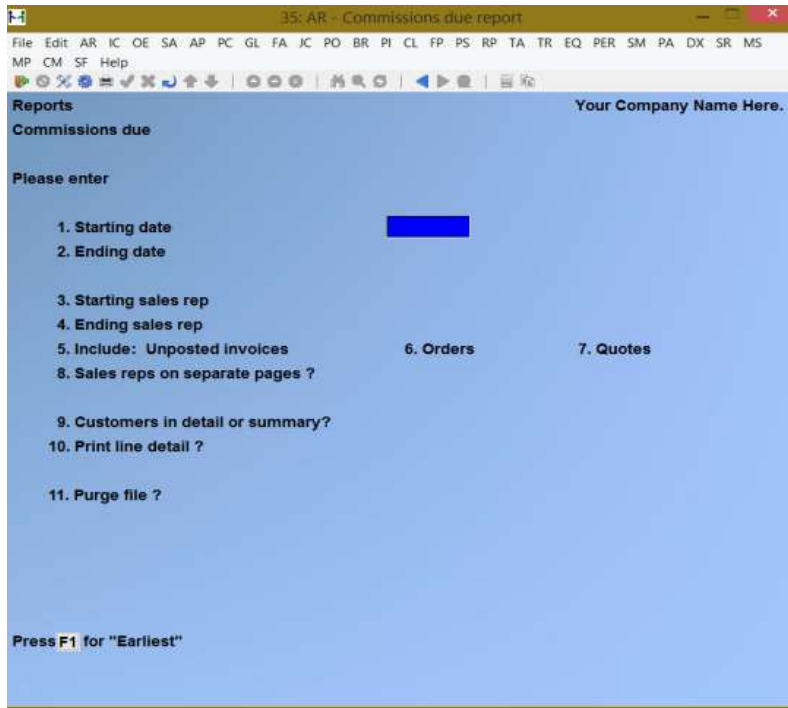 35: AR - Commissions due report
File Edit AR IC OE SA AP PC GL FA JC PO BR PI CL FP PS RP TA TR EQ PER SM PA DX SR MS
MP CM SF Help
Reports Your Company Name Here.
Commissions due
Please enter
1. Starting date
2. Ending date
3. Starting sales rep
4. Ending sales rep
5. Include: Unposted invoices 6. Orders 7. Quotes
8. Sales reps on separate pages ?
9. Customers in detail or summary?
10. Print line detail ?
11. Purge file ?
Press F1 for "Earliest"